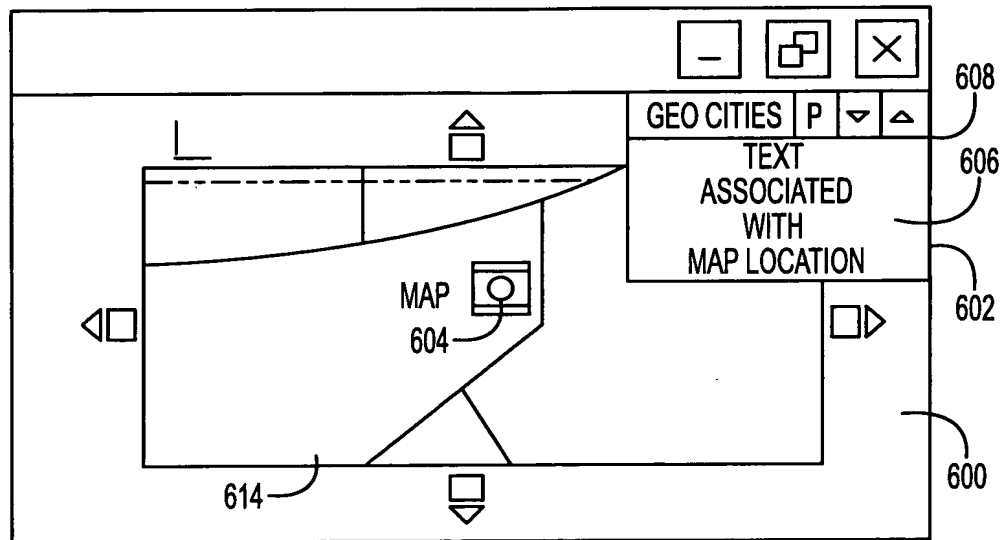 608
GEO CITIES P
TEXT
ASSOCIATED
WITH
MAP LOCATION
606
602
MAP
604
600
614